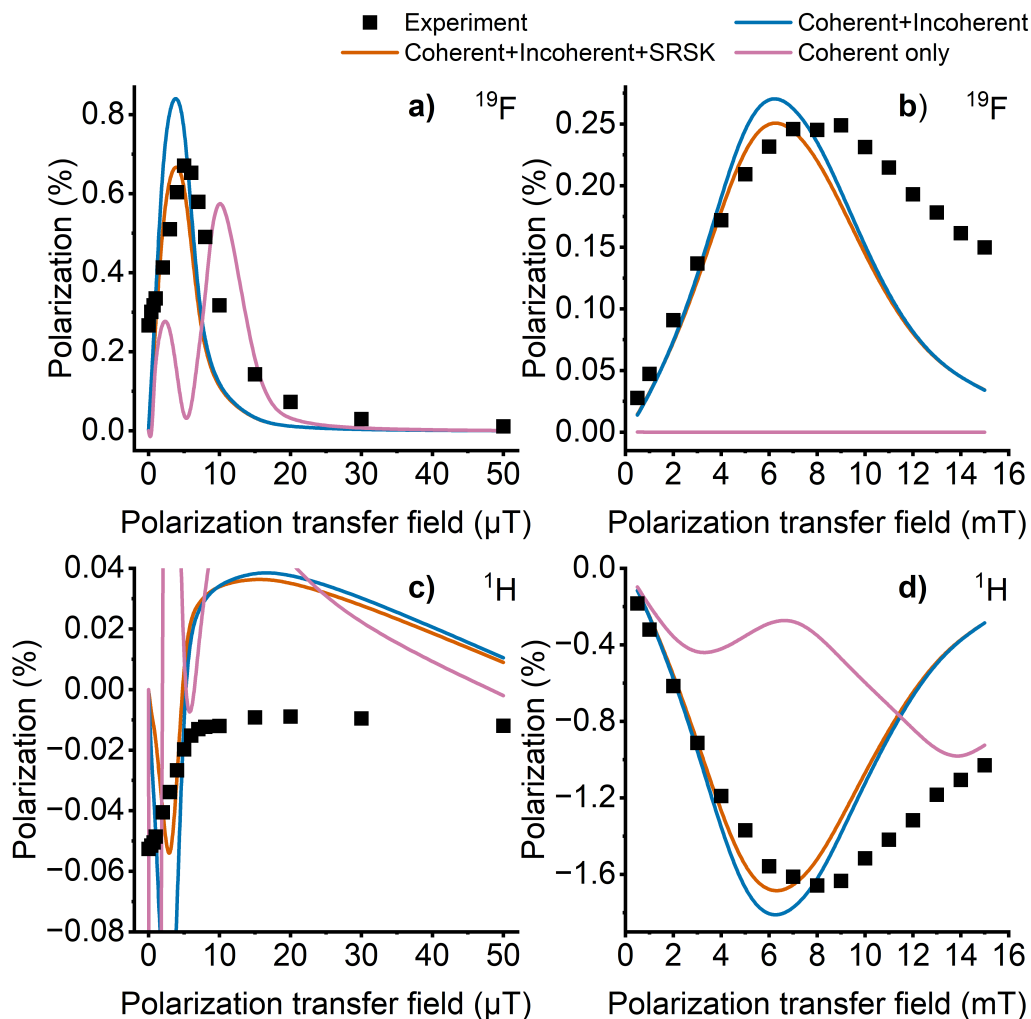 Experiment
Coherent+Incoherent
Coherent+Incoherent+SRSK
Coherent only
a) ¹⁹F
Polarization (%)
0.8
0.6
0.4
0.2
0.0
0 10 20 30 40 50
Polarization transfer field (µT)
b) ¹⁹F
Polarization (%)
0.25
0.20
0.15
0.10
0.05
0.00
0 2 4 6 8 10 12 14 16
Polarization transfer field (mT)
c) ¹H
Polarization (%)
0.04
0.02
0.00
−0.02
−0.04
−0.06
−0.08
0 10 20 30 40 50
Polarization transfer field (µT)
d) ¹H
Polarization (%)
0.0
−0.4
−0.8
−1.2
−1.6
0 2 4 6 8 10 12 14 16
Polarization transfer field (mT)